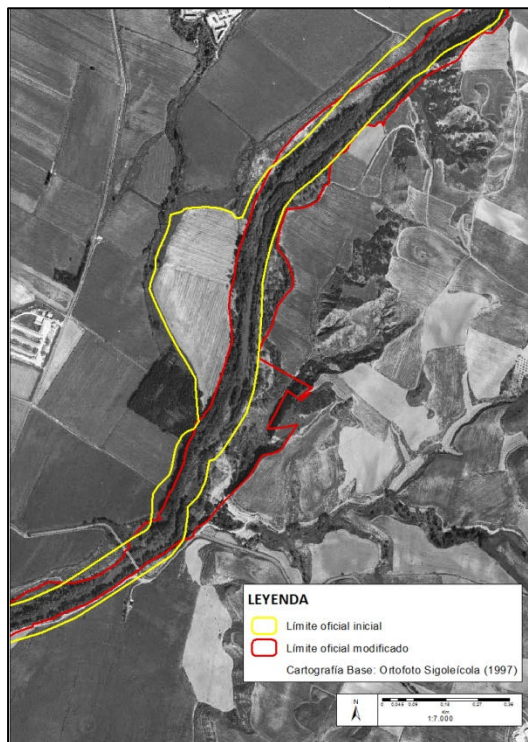 LEYENDA
Límite oficial inicial
Límite oficial modificado
Cartografía Base: Ortofoto Sigoleícola (1997)
N
Km
1:7.000